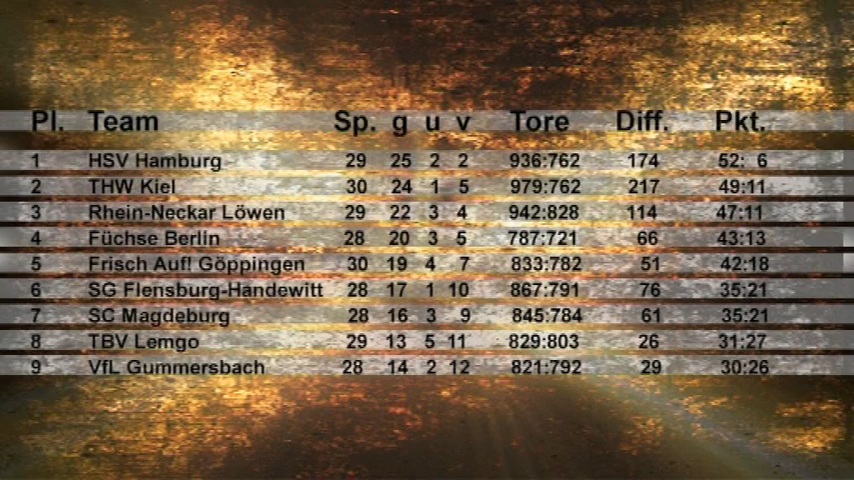 Pl. Team Sp. g u v Tore Diff. Pkt.
1 HSV Hamburg 29 25 2 2 936:762 174 52: 6
2 THW Kiel 30 24 1 5 979:762 217 49:11
3 Rhein-Neckar Löwen 29 22 3 4 942:828 114 47:11
4 Füchse Berlin 28 20 3 5 787:721 66 43:13
5 Frisch Auf! Göppingen 30 19 4 7 833:782 51 42:18
6 SG Flensburg-Handewitt 28 17 1 10 867:791 76 35:21
7 SC Magdeburg 28 16 3 9 845:784 61 35:21
8 TBV Lemgo 29 13 5 11 829:803 26 31:27
9 VfL Gummersbach 28 14 2 12 821:792 29 30:26